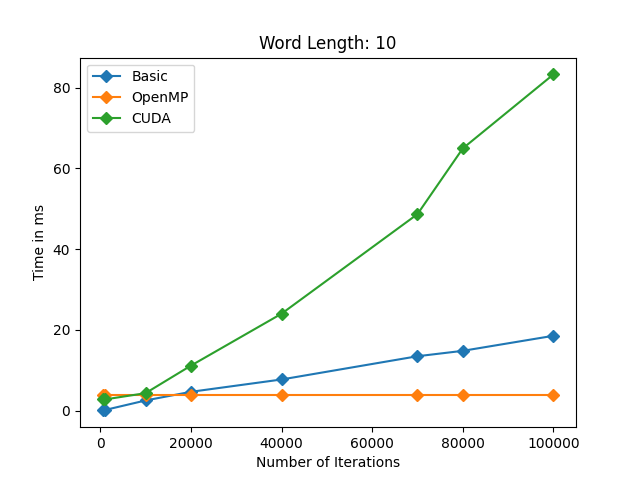 Word Length: 10
Basic
OpenMP
CUDA
80
60
40
20
0
Time in ms
0 20000 40000 60000 80000 100000
Number of Iterations